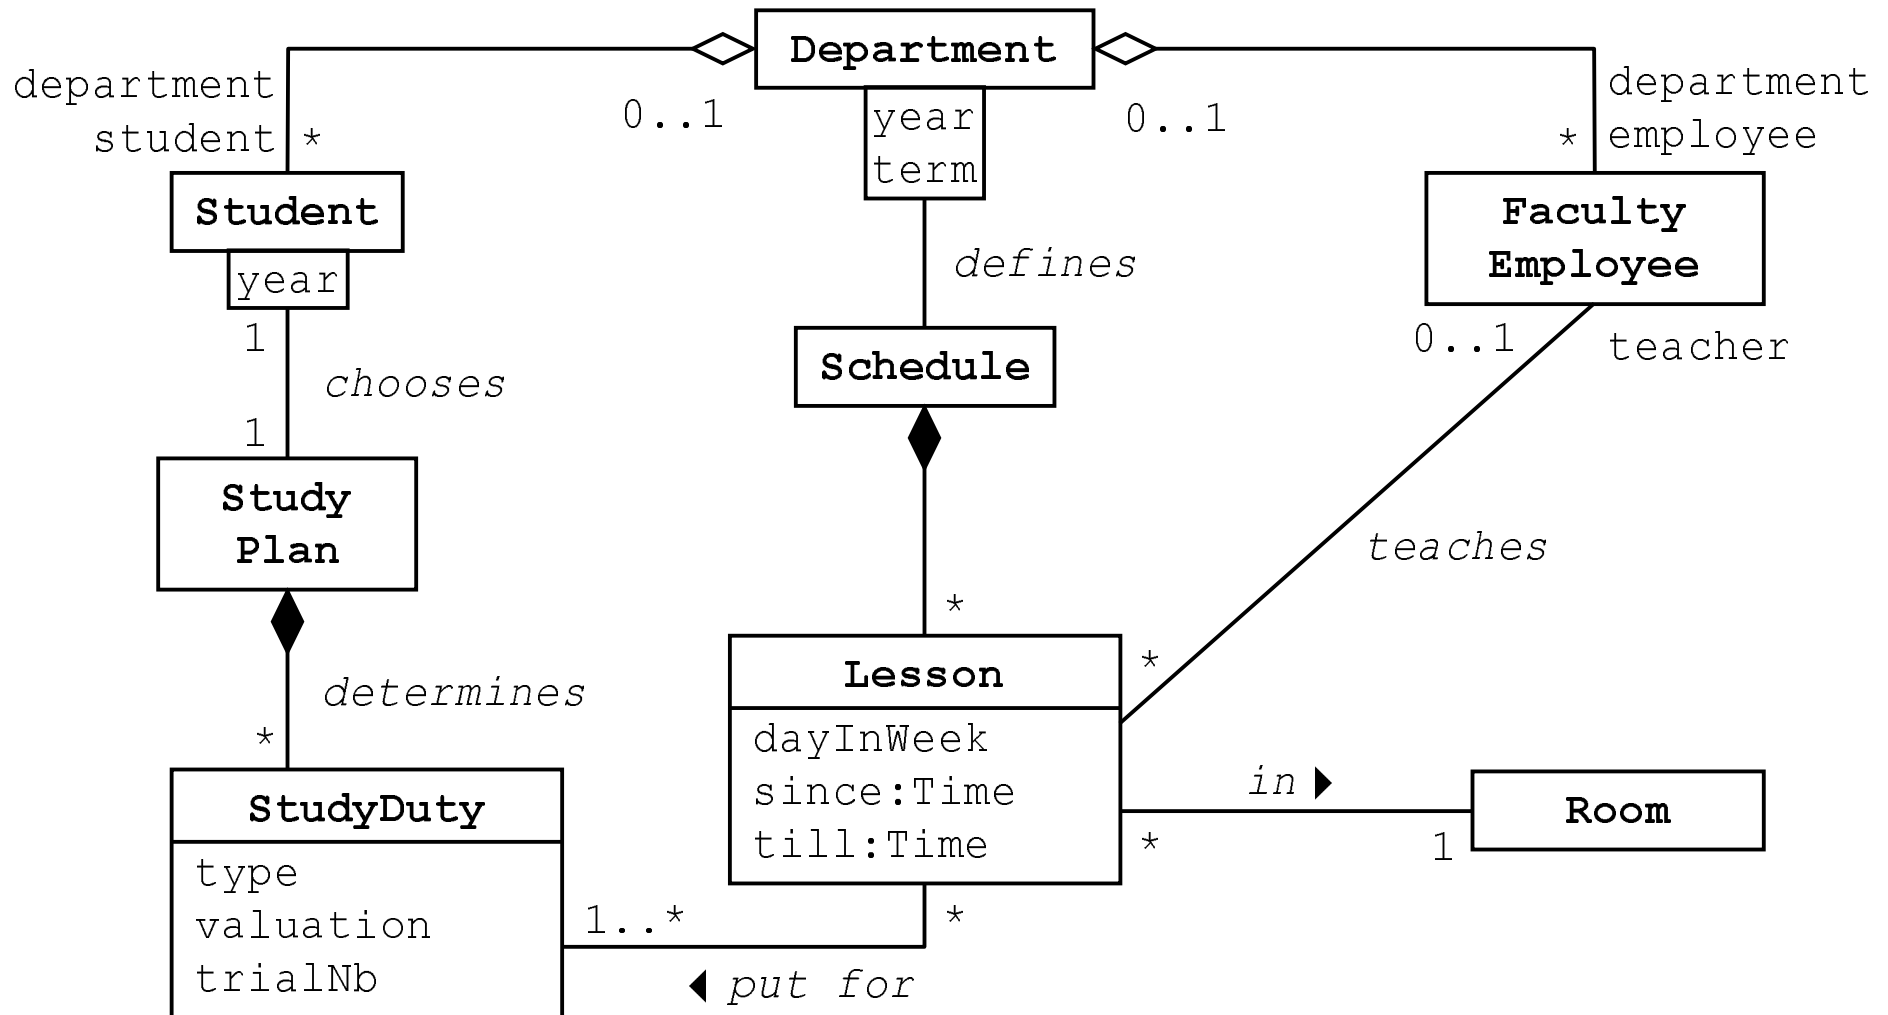 Department
department
student
*
0..1
year
term
0..1
department
employee
*
Student
year
Faculty
Employee
defines
1
chooses
1
Schedule
0..1
teacher
Study
Plan
teaches
*
determines
*
Lesson
*
dayInWeek
since:Time
till:Time
in
*
1
Room
StudyDuty
type
valuation
trialNb
1..*
*
put for